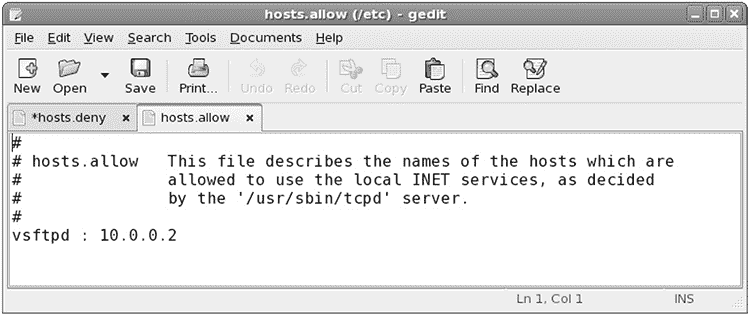 hosts.allow (/etc) - gedit
File Edit View Search Tools Documents Help
New Open Save Print... Undo Redo Cut Copy Paste Find Replace
*hosts.deny x hosts.allow x
#
# hosts.allow   This file describes the names of the hosts which are
#               allowed to use the local INET services, as decided
#               by the '/usr/sbin/tcpd' server.
#
vsftpd : 10.0.0.2
Ln 1, Col 1 INS